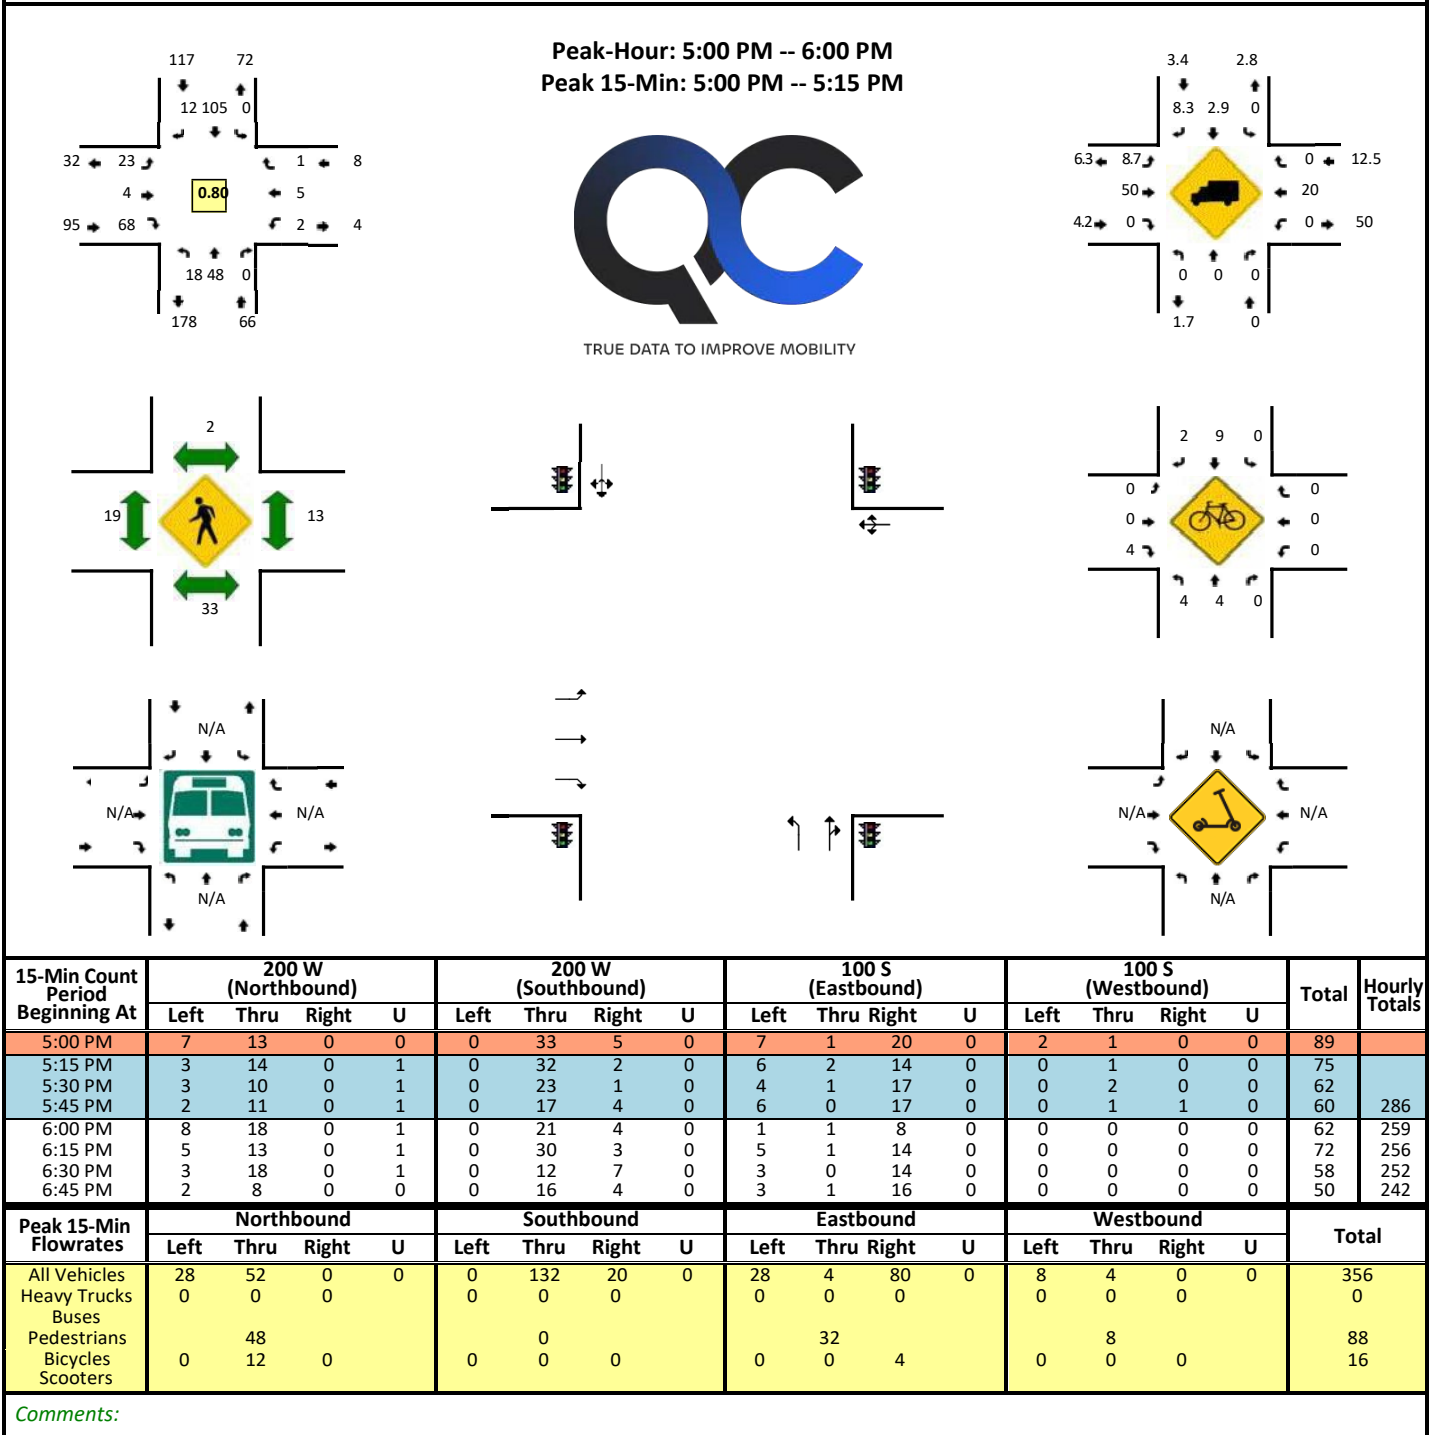 Peak-Hour: 5:00 PM -- 6:00 PM
Peak 15-Min: 5:00 PM -- 5:15 PM
117 72
12 105 0
32 23 1 8
4 0.80 5
95 68 2 4
18 48 0
178 66
QC
TRUE DATA TO IMPROVE MOBILITY
3.4 2.8
8.3 2.9 0
6.3 8.7 0 12.5
50 20
4.2 0 0 50
0 0 0
1.7 0
2
19 13
33
2 9 0
0 0
0 0
4 0
4 4 0
N/A
N/A N/A
N/A
N/A
N/A N/A
N/A
15-Min Count Period Beginning At 200 W (Northbound) 200 W (Southbound) 100 S (Eastbound) 100 S (Westbound) Total Hourly Totals
Left Thru Right U Left Thru Right U Left Thru Right U Left Thru Right U
5:00 PM 7 13 0 0 0 33 5 0 7 1 20 0 2 1 0 0 89
5:15 PM 3 14 0 1 0 32 2 0 6 2 14 0 0 1 0 0 75
5:30 PM 3 10 0 1 0 23 1 0 4 1 17 0 0 2 0 0 62
5:45 PM 2 11 0 1 0 17 4 0 6 0 17 0 0 1 1 0 60 286
6:00 PM 8 18 0 1 0 21 4 0 1 1 8 0 0 0 0 0 62 259
6:15 PM 5 13 0 1 0 30 3 0 5 1 14 0 0 0 0 0 72 256
6:30 PM 3 18 0 1 0 12 7 0 3 0 14 0 0 0 0 0 58 252
6:45 PM 2 8 0 0 0 16 4 0 3 1 16 0 0 0 0 0 50 242
Peak 15-Min Flowrates Northbound Southbound Eastbound Westbound Total
Left Thru Right U Left Thru Right U Left Thru Right U Left Thru Right U
All Vehicles 28 52 0 0 0 132 20 0 28 4 80 0 8 4 0 0 356
Heavy Trucks 0 0 0 0 0 0 0 0 0 0 0 0 0
Buses
Pedestrians 48 0 32 8 88
Bicycles 0 12 0 0 0 0 0 0 4 0 0 0 16
Scooters
Comments: